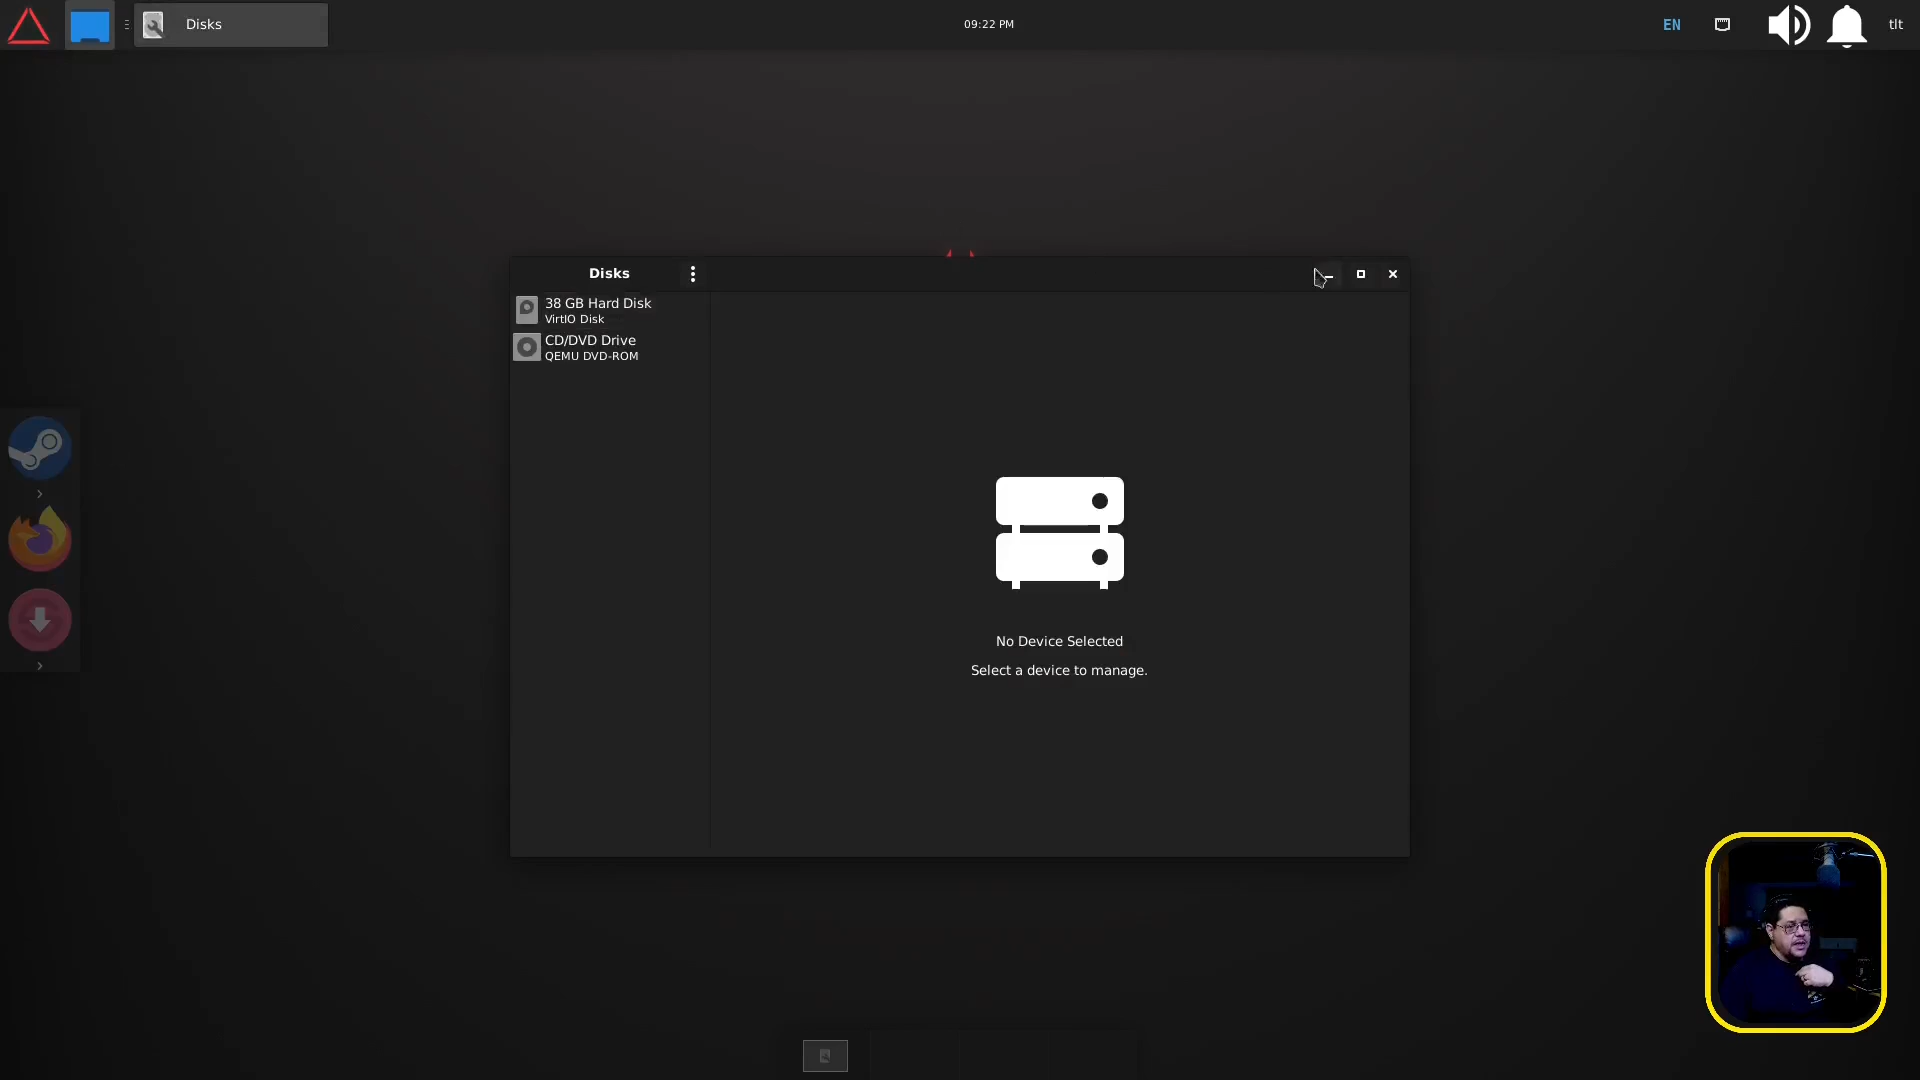 Disks
09:22 PM
EN
tlt
Disks
38 GB Hard Disk
VirtIO Disk
CD/DVD Drive
QEMU DVD-ROM
No Device Selected
Select a device to manage.